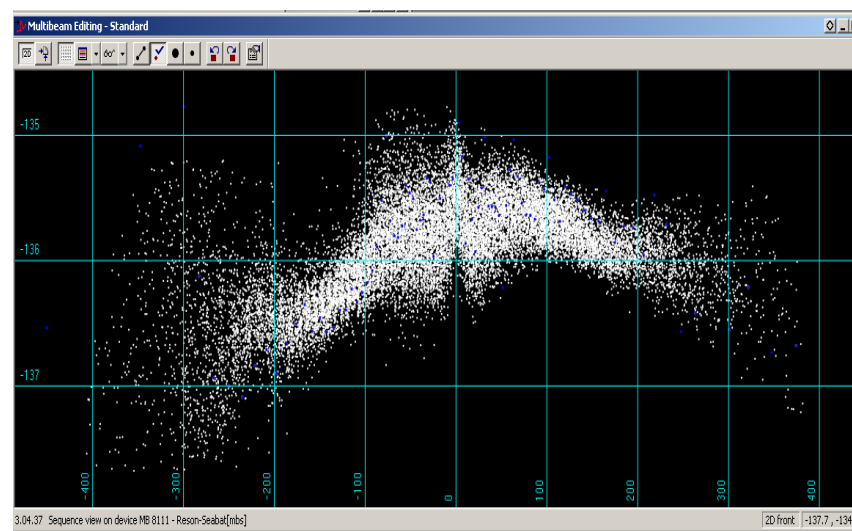 Multibeam Editing - Standard
2D
-135
-136
-137
-400
-300
-200
-100
0
100
200
300
400
3.04.37 Sequence view on device MB 8111 - Reson-Seabat[mbs]
2D front
-137.7 , -134